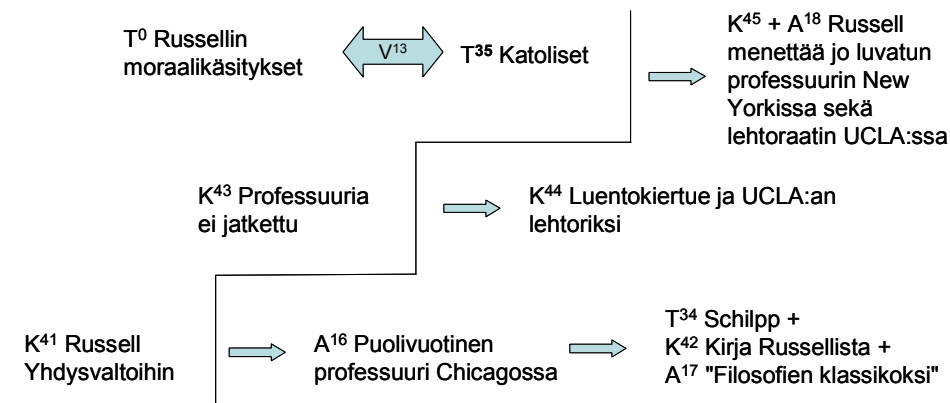 T⁰ Russellin
moraalikäsitykset
V¹³
T³⁵ Katoliset
K⁴⁵ + A¹⁸ Russell
menettää jo luvatun
professuurin New
Yorkissa sekä
lehtoraatin UCLA:ssa
K⁴³ Professuuria
ei jatkettu
K⁴⁴ Luentokiertue ja UCLA:an
lehtoriksi
K⁴¹ Russell
Yhdysvaltoihin
A¹⁶ Puolivuotinen
professuuri Chicagossa
T³⁴ Schilpp +
K⁴² Kirja Russellista +
A¹⁷ "Filosofien klassikoksi"